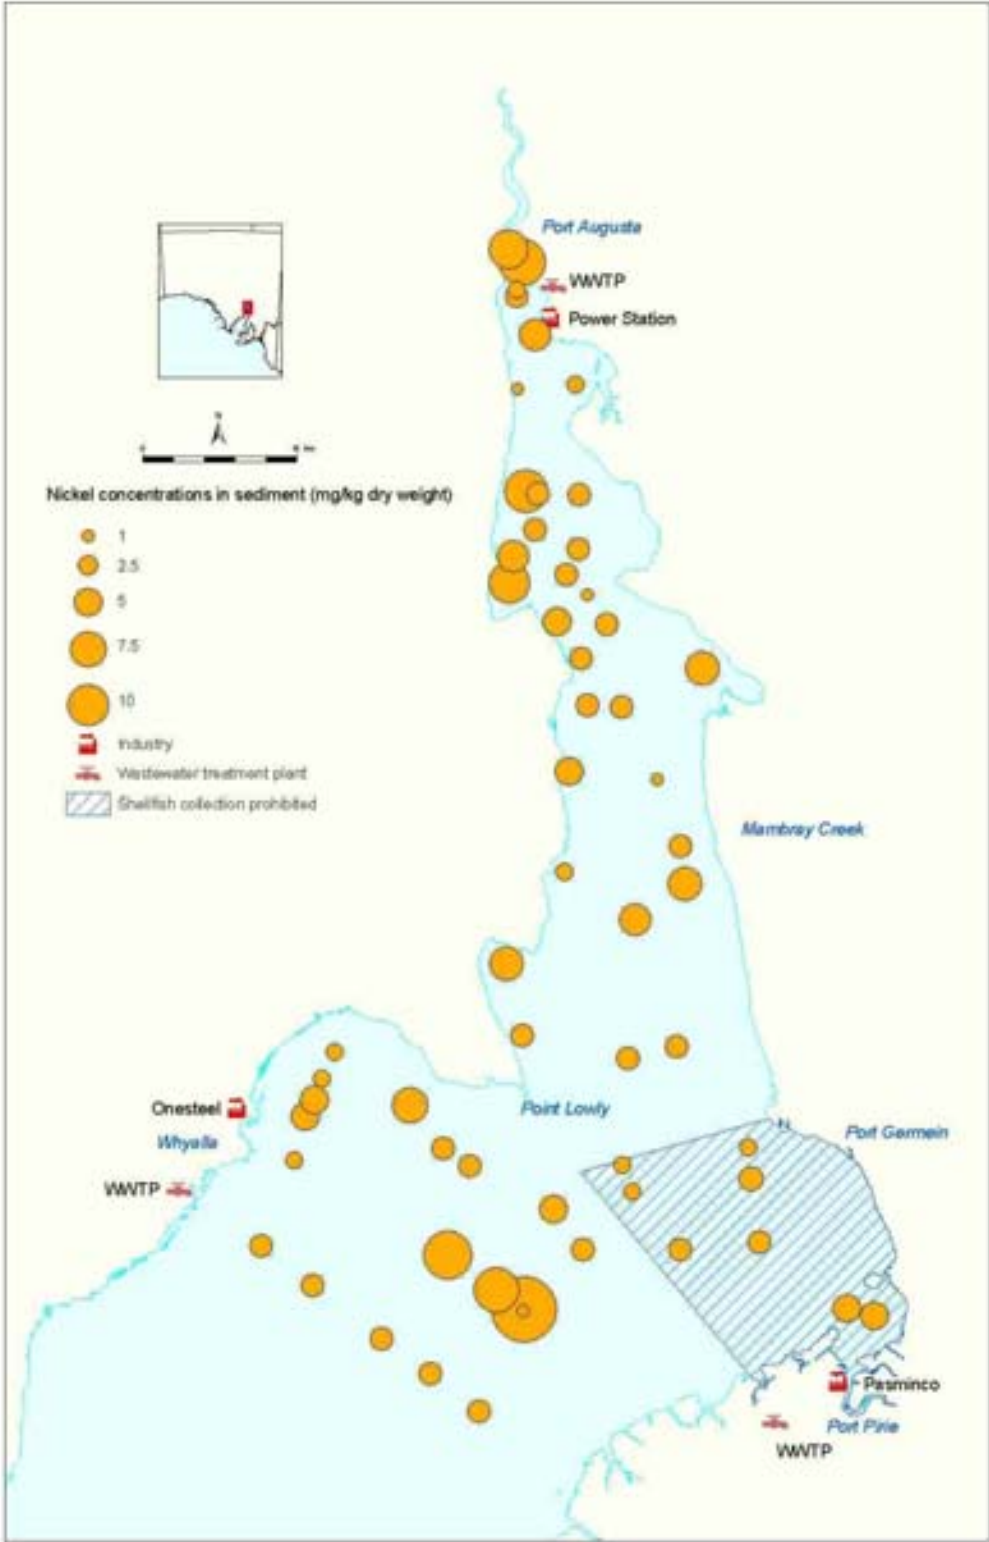 Port Augusta
WWTP
Power Station
N
Nickel concentrations in sediment (mg/kg dry weight)
1
2.5
5
7.5
10
Industry
Wastewater treatment plant
Shellfish collection prohibited
Mambray Creek
Onesteel
Point Lowly
Port Germein
Whyalla
WWTP
Pasminco
Port Pirie
WWTP